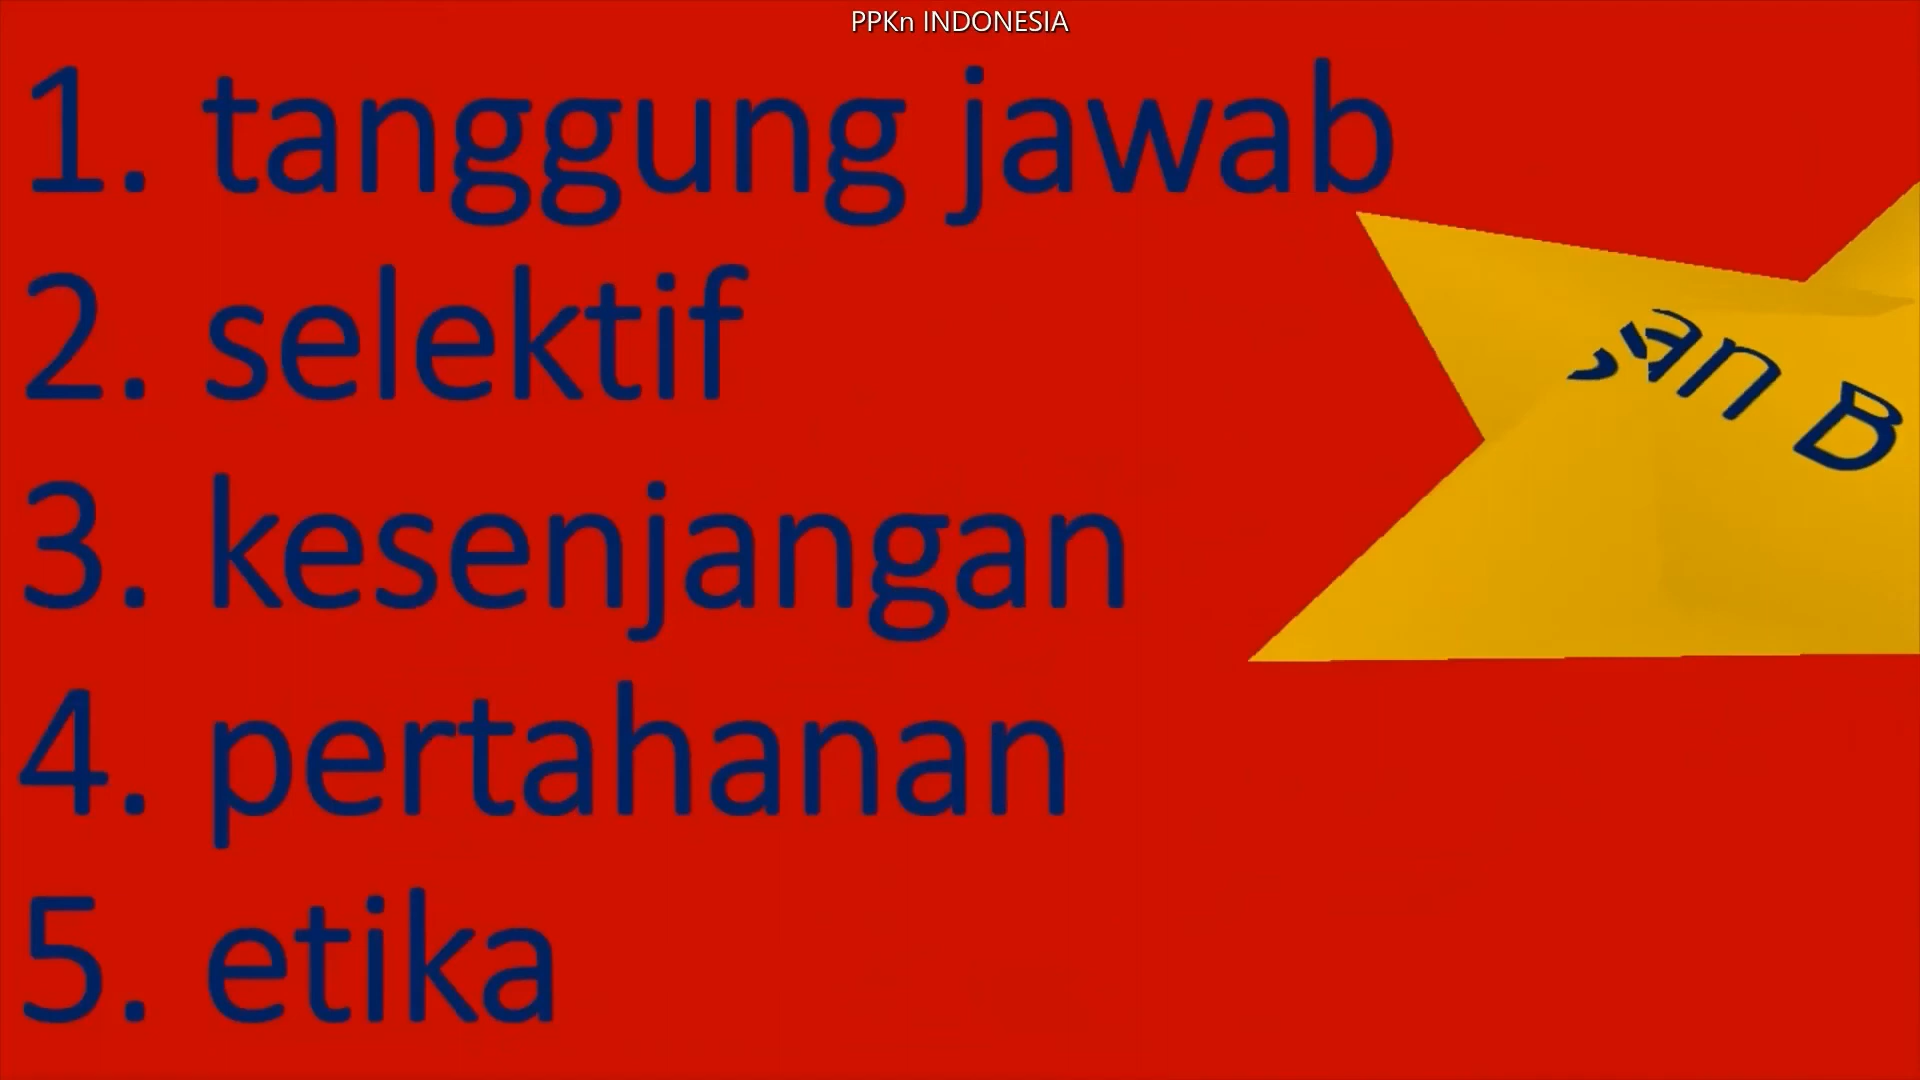 PPKn INDONESIA
1. tanggung jawab
2. selektif
3. kesenjangan
4. pertahanan
5. etika